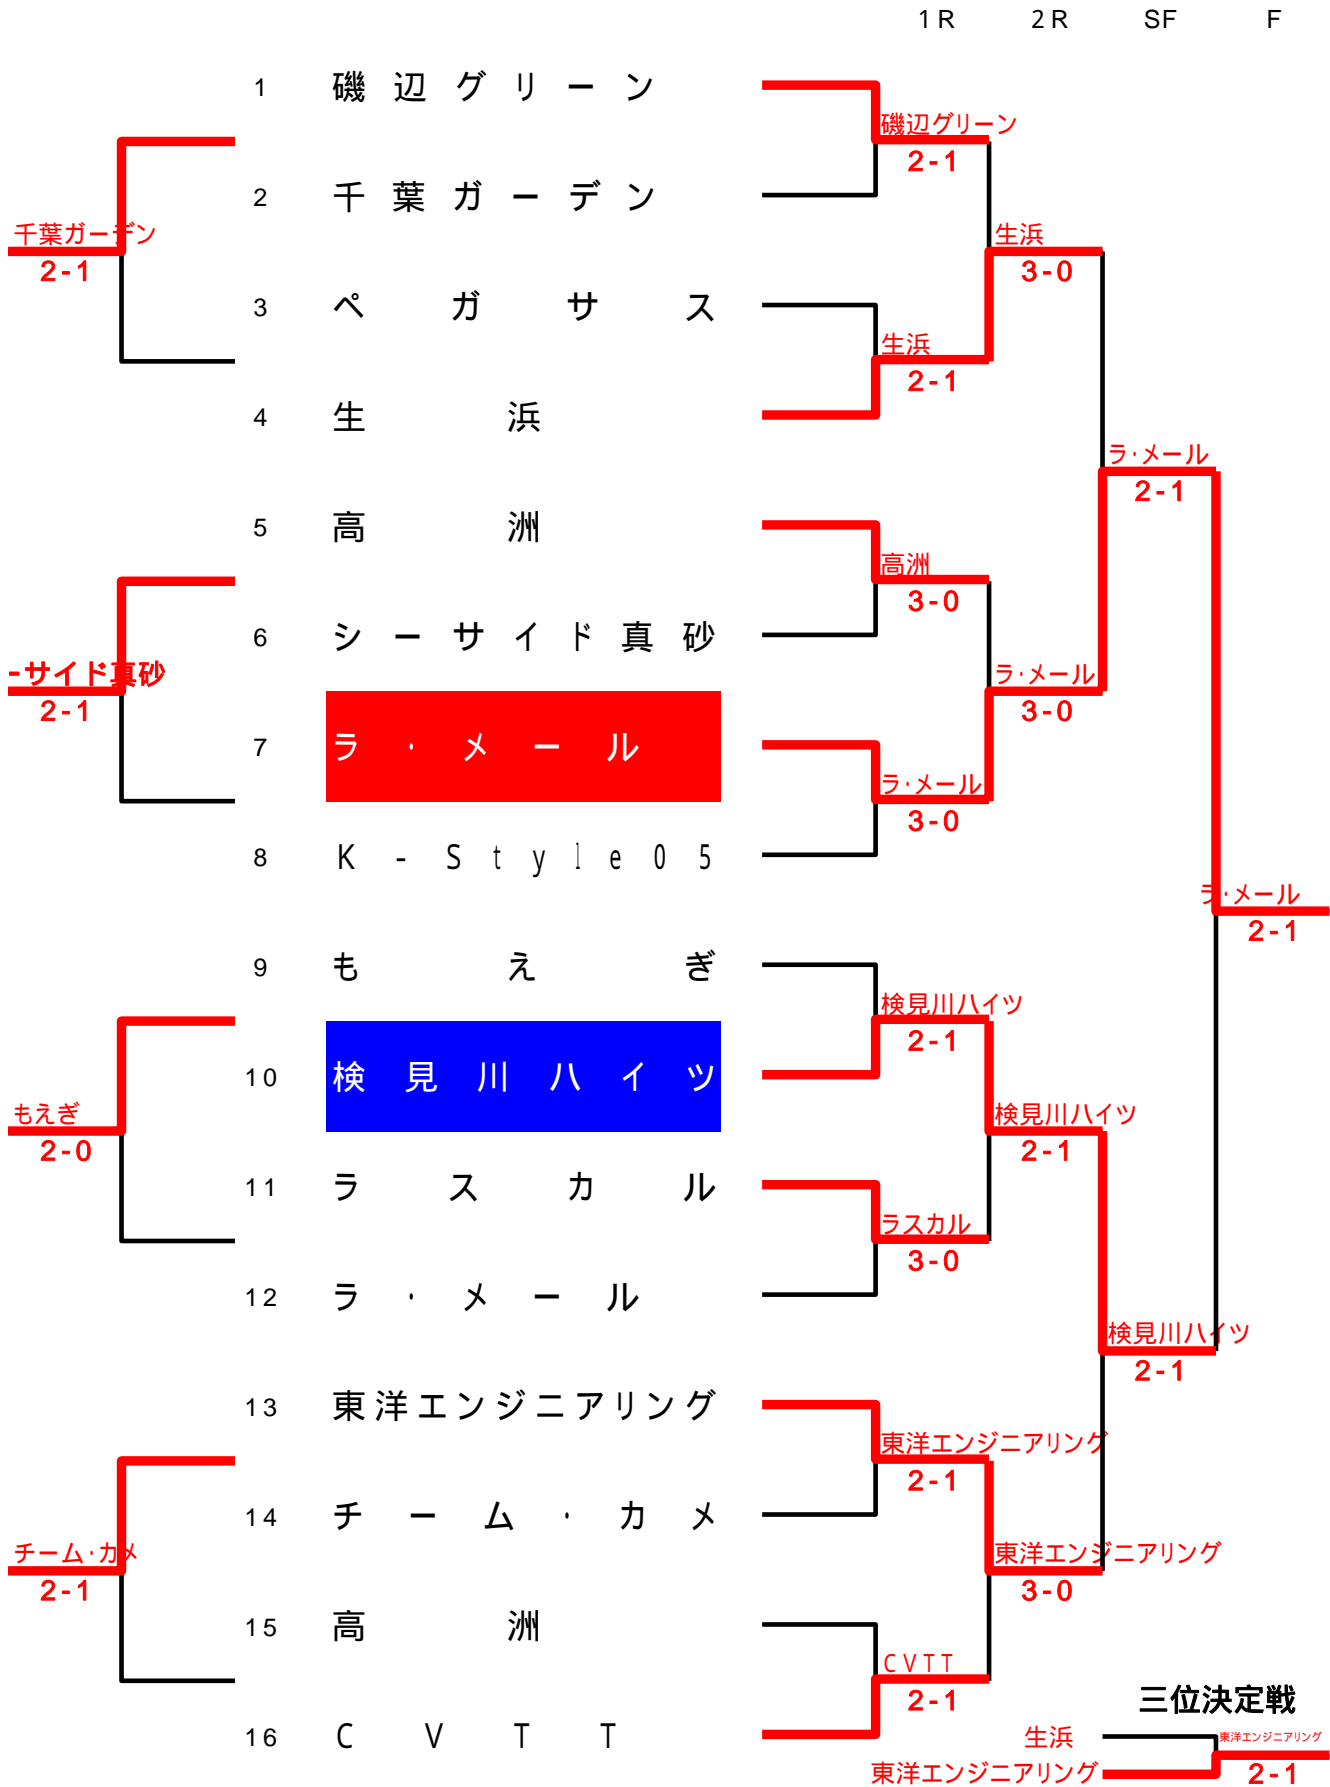 1R 2R SF F
1 磯辺グリーン
磯辺グリーン
2-1
2 千葉ガーデン
千葉ガーデン
生浜
2-1
3-0
3 ペガサス
生浜
2-1
4 生浜
ラ・メール
2-1
5 高洲
高洲
3-0
6 シーサイド真砂
-サイド真砂
ラ・メール
2-1
3-0
7 ラ・メール
ラ・メール
3-0
8 K-Style05
ラ・メール
2-1
9 もえぎ
検見川ハイツ
2-1
10 検見川ハイツ
もえぎ
検見川ハイツ
2-0
2-1
11 ラスカル
ラスカル
3-0
12 ラ・メール
検見川ハイツ
2-1
13 東洋エンジニアリング
東洋エンジニアリング
2-1
14 チーム・カメ
チーム・カメ
東洋エンジニアリング
2-1
3-0
15 高洲
CVTT
2-1
三位決定戦
16 CVTT
生浜
東洋エンジニアリング
東洋エンジニアリング
2-1